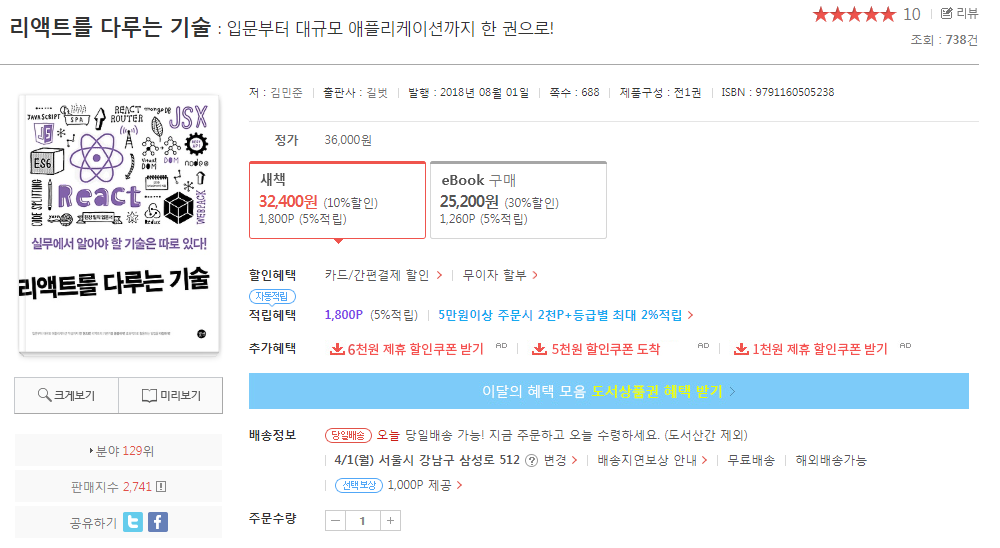 리액트를 다루는 기술 : 입문부터 대규모 애플리케이션까지 한 권으로!
★★★★★ 10 | 리뷰
조회 : 738건
REACT ROUTER
mongoDB
JAVASCRIPT
SPA
JSX
JS
ES6
Virtual DOM
DOM
node
CODE SPLITTING
React
Redux
WEBPACK
실무에서 알아야 할 기술은 따로 있다!
리액트를 다루는 기술
크게보기 | 미리보기
분야 129위
판매지수 2,741
공유하기
저 : 김민준 | 출판사 : 길벗 | 발행 : 2018년 08월 01일 | 쪽수 : 688 | 제품구성 : 전1권 | ISBN : 9791160505238
정가 36,000원
새책
32,400원 (10%할인)
1,800P (5%적립)
eBook 구매
25,200원 (30%할인)
1,260P (5%적립)
할인혜택 카드/간편결제 할인 > | 무이자 할부 >
자동적립
적립혜택 1,800P (5%적립) | 5만원이상 주문시 2천P+등급별 최대 2%적립 >
추가혜택 6천원 제휴 할인쿠폰 받기 AD | 5천원 할인쿠폰 도착 AD | 1천원 제휴 할인쿠폰 받기 AD
이달의 혜택 모음 도서상품권 혜택 받기 >
배송정보 당일배송 오늘 당일배송 가능! 지금 주문하고 오늘 수령하세요. (도서산간 제외)
| 4/1(월) 서울시 강남구 삼성로 512 ? 변경 > | 배송지연보상 안내 > | 무료배송 | 해외배송가능
| 선택보상 1,000P 제공 >
주문수량 - 1 +